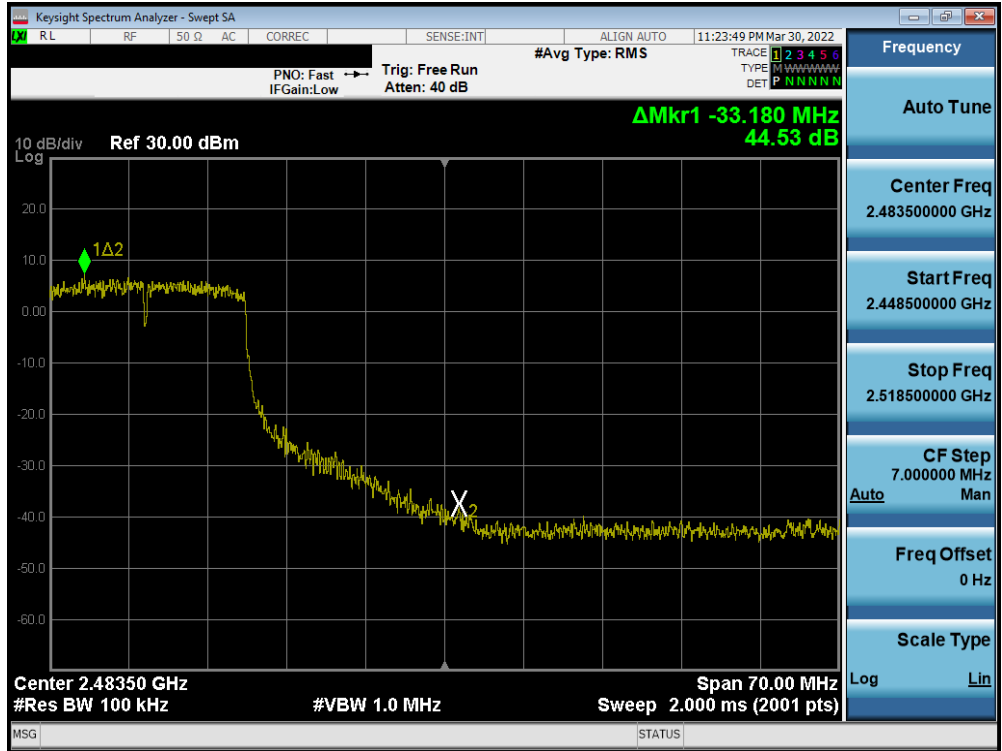 Keysight Spectrum Analyzer - Swept SA
LXI RL RF 50 Ω AC CORREC SENSE:INT ALIGN AUTO 11:23:49 PM Mar 30, 2022
#Avg Type: RMS
TRACE 1 2 3 4 5 6
TYPE M W W W W W
DET P N N N N N
PNO: Fast Trig: Free Run
IFGain:Low Atten: 40 dB
ΔMkr1 -33.180 MHz
44.53 dB
10 dB/div Ref 30.00 dBm
Log
20.0
1Δ2
10.0
0.00
-10.0
-20.0
-30.0
X2
-40.0
-50.0
-60.0
Center 2.48350 GHz Span 70.00 MHz
#Res BW 100 kHz #VBW 1.0 MHz Sweep 2.000 ms (2001 pts)
MSG STATUS
Frequency
Auto Tune
Center Freq
2.483500000 GHz
Start Freq
2.448500000 GHz
Stop Freq
2.518500000 GHz
CF Step
7.000000 MHz
Auto Man
Freq Offset
0 Hz
Scale Type
Log Lin